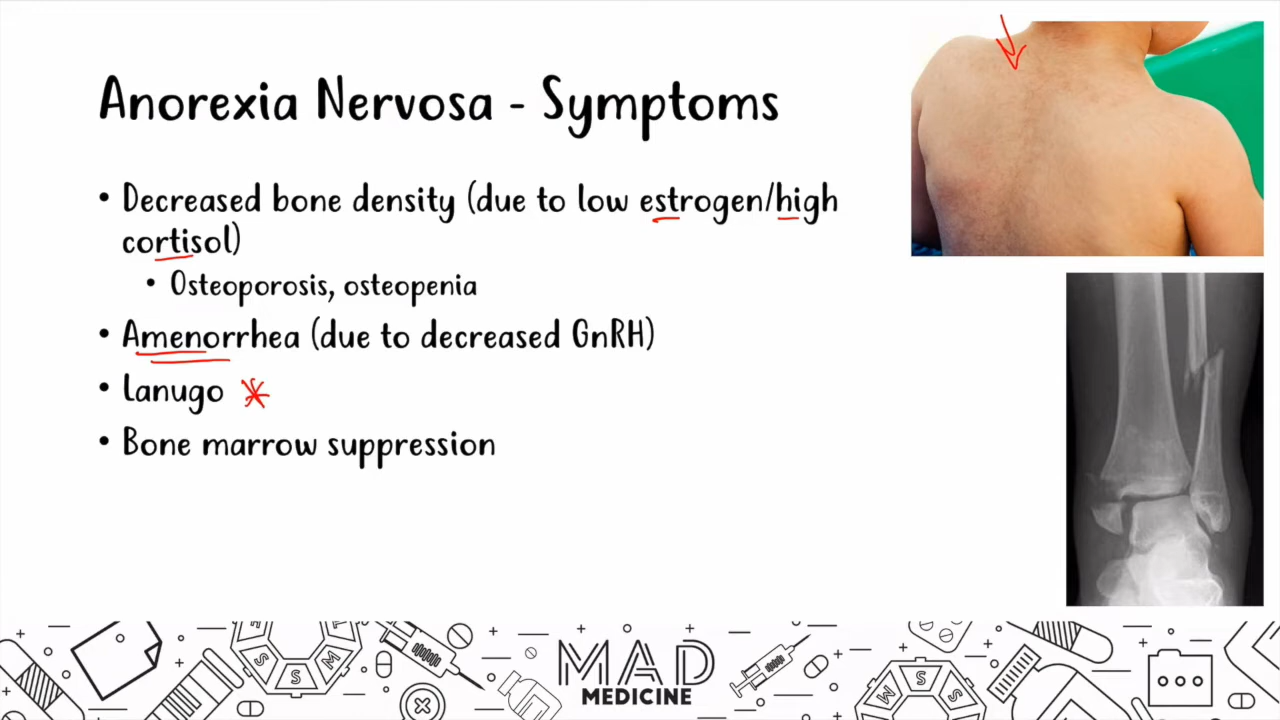 Anorexia Nervosa - Symptoms
• Decreased bone density (due to low estrogen/high
cortisol)
• Osteoporosis, osteopenia
• Amenorrhea (due to decreased GnRH)
• Lanugo *
• Bone marrow suppression
MAD
MEDICINE
S
S
M
M
S
S